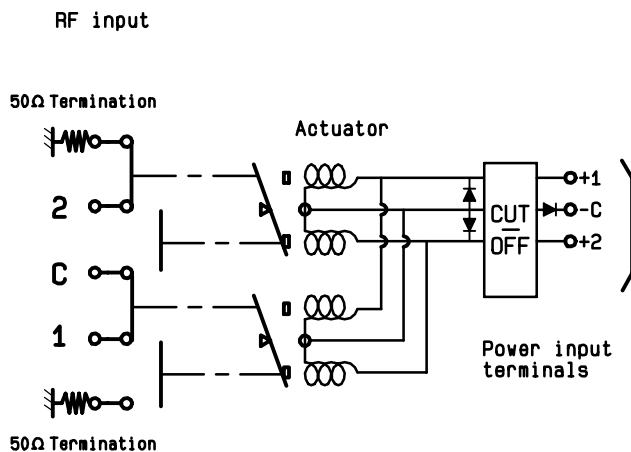 RF input
50Ω Termination
Actuator
+1
2
CUT
-C
OFF
+2
C
1
Power input
terminals
50Ω Termination